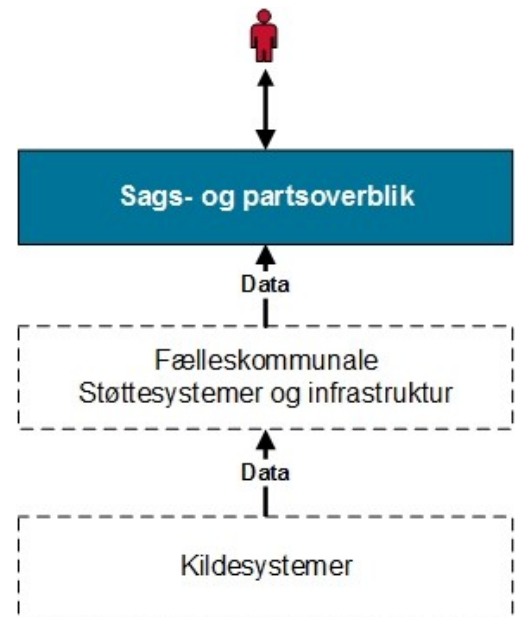 Sags- og partsoverblik
Data
Fælleskommunale
Støttesystemer og infrastruktur
Data
Kildesystemer